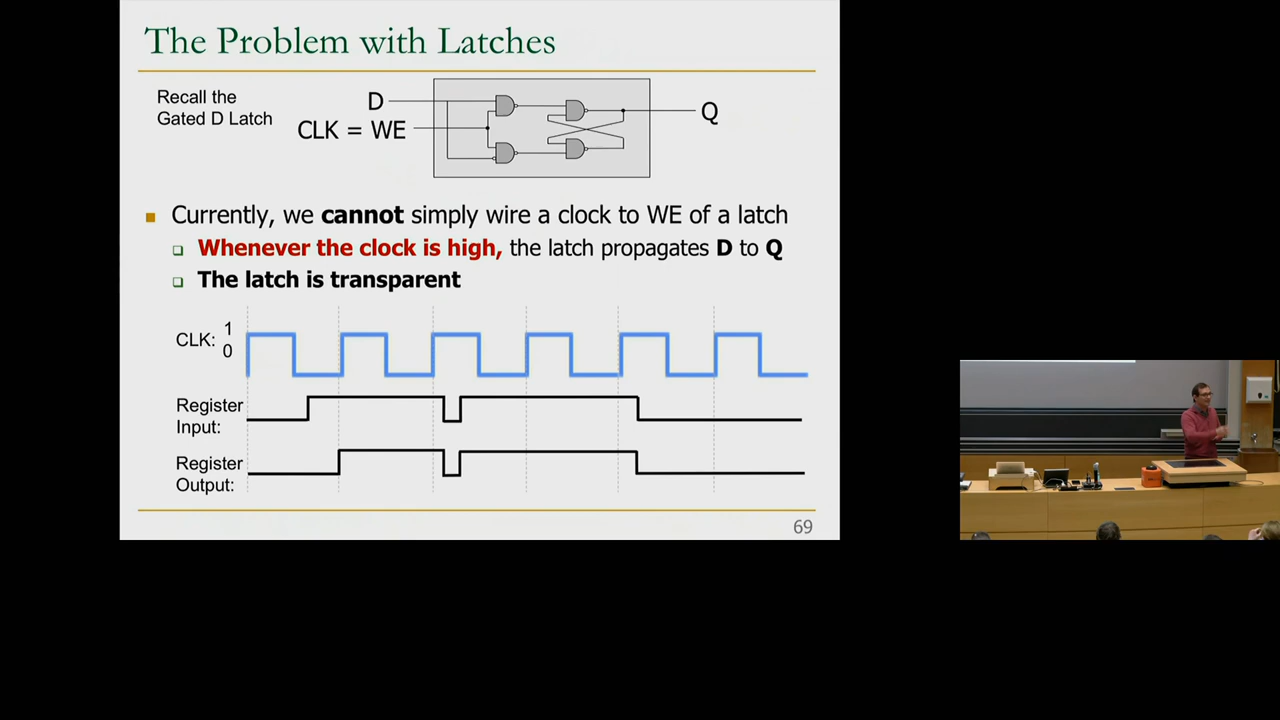 The Problem with Latches
Recall the
Gated D Latch
D
CLK = WE
Q
Currently, we cannot simply wire a clock to WE of a latch
Whenever the clock is high, the latch propagates D to Q
The latch is transparent
CLK:
1
0
Register
Input:
Register
Output:
69